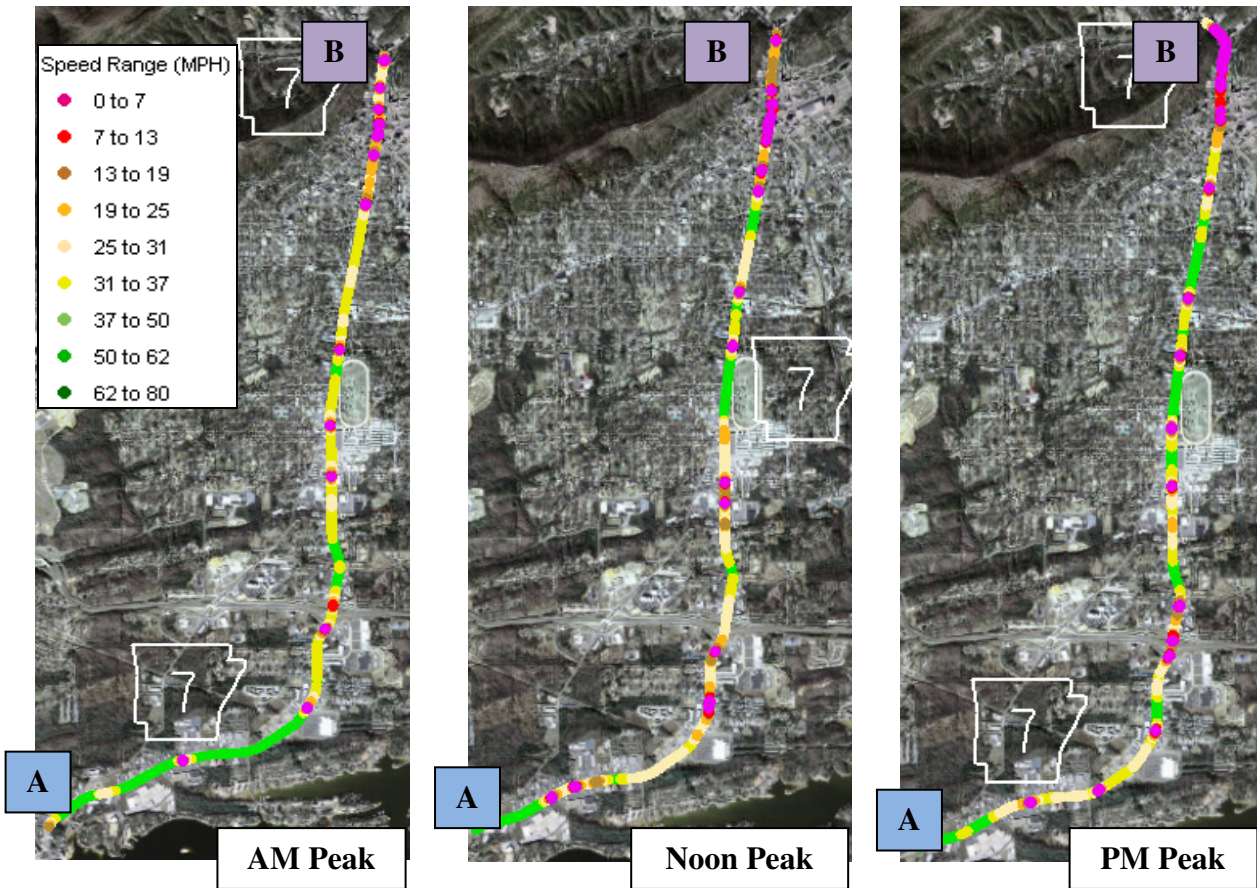 Speed Range (MPH)
0 to 7
7 to 13
13 to 19
19 to 25
25 to 31
31 to 37
37 to 50
50 to 62
62 to 80
7
B
7
A
AM Peak
B
7
A
Noon Peak
7
B
7
A
PM Peak